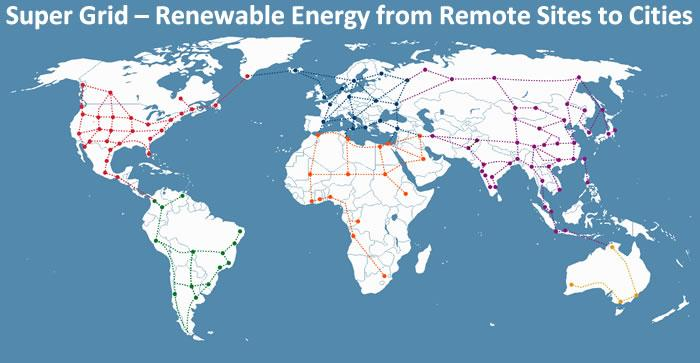 Super Grid – Renewable Energy from Remote Sites to Cities